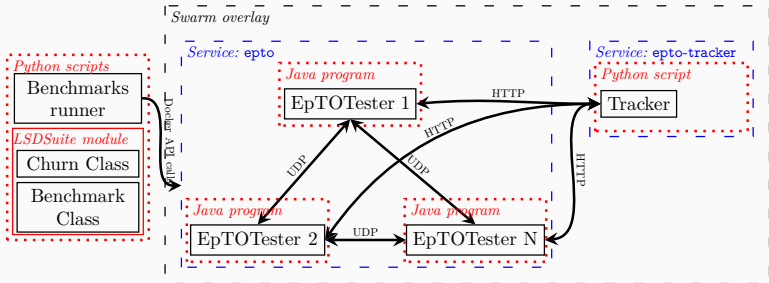 Swarm overlay
Python scripts
Benchmarks
runner
LSDSuite module
Churn Class
Benchmark
Class
Docker API calls
Service: epto
Java program
EpTOTester 1
UDP
UDP
Java program
EpTOTester 2
UDP
Java program
EpTOTester N
HTTP
HTTP
HTTP
Service: epto-tracker
Python script
Tracker